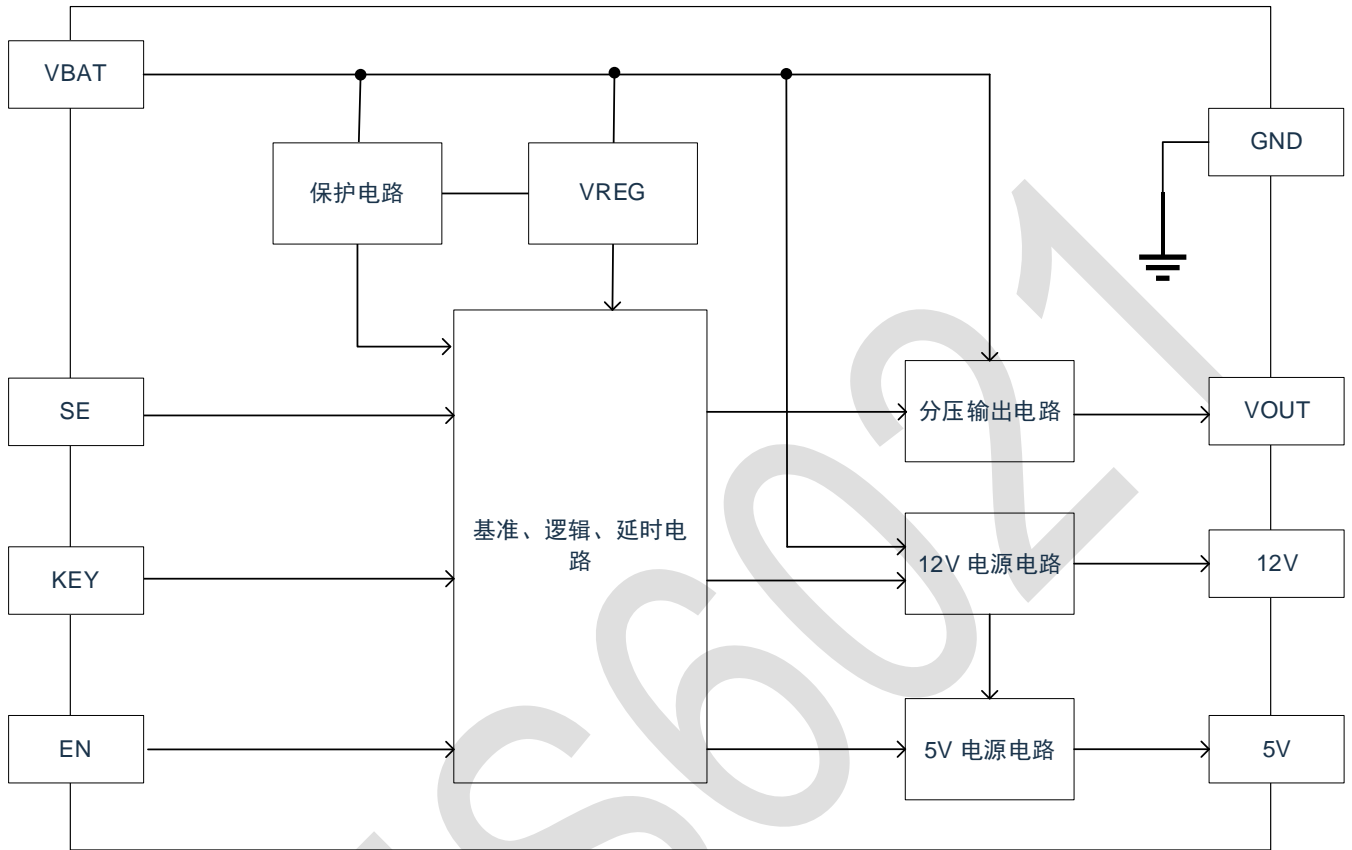 VBAT
GND
保护电路
VREG
SE
分压输出电路
VOUT
基准、逻辑、延时电
路
KEY
12V 电源电路
12V
EN
5V 电源电路
5V
S6021